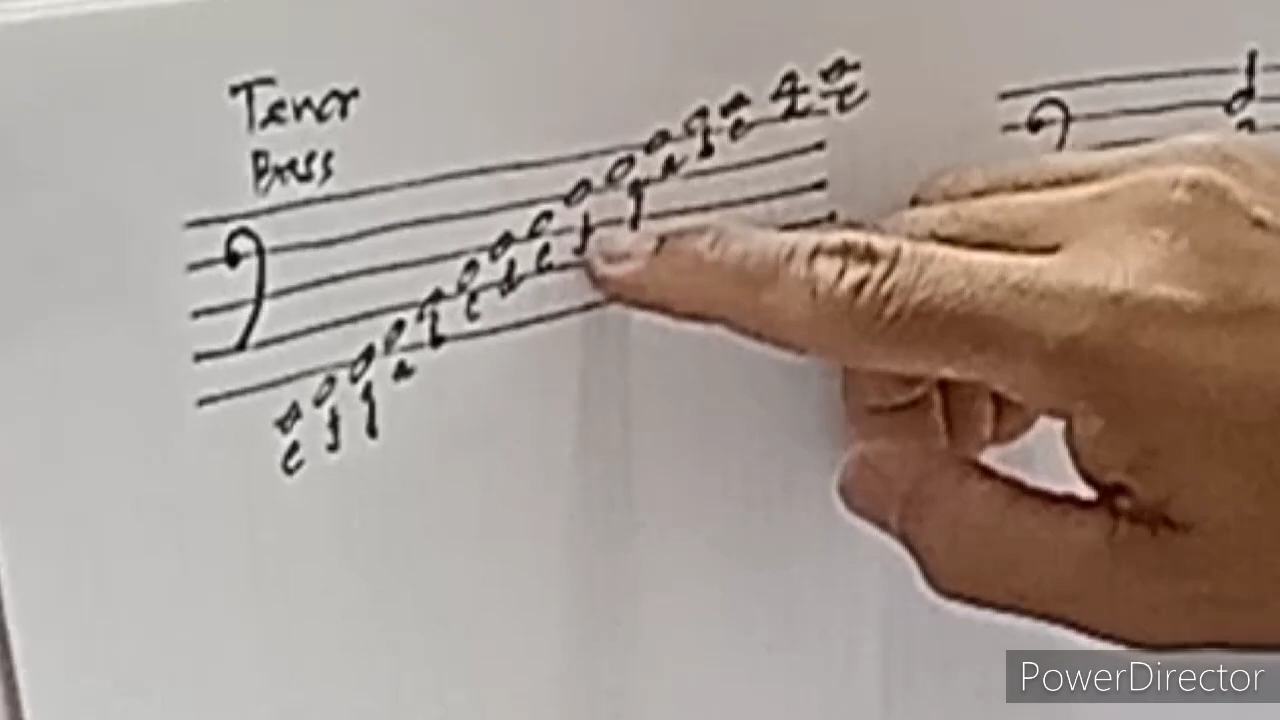 Tenor
Bass
e f g a b c d e f g a b c
PowerDirector